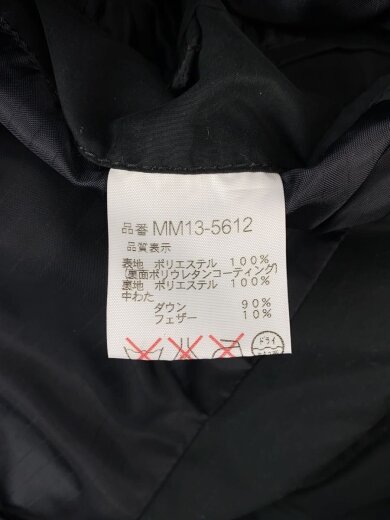 品番 MM13-5612
品質表示
表地 ポリエステル 100%
(裏面ポリウレタンコーティング)
裏地 ポリエステル 100%
中わた
ダウン 90%
フェザー 10%
ドライ